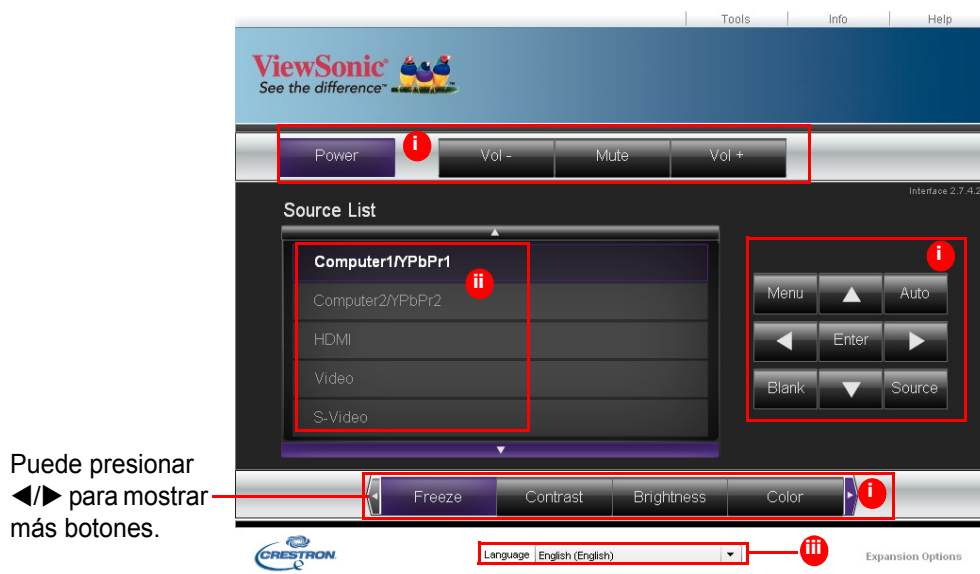 Tools Info Help
ViewSonic®
See the difference™
Power i Vol - Mute Vol +
Interface 2.7.4.2
Source List
i
Computer1/YPbPr1
ii
Computer2/YPbPr2
HDMI
Video
S-Video
Menu ▲ Auto
◀ Enter ▶
Blank ▼ Source
Puede presionar
◀/▶ para mostrar
más botones.
Freeze Contrast Brightness Color i
CRESTRON
Language English (English) iii
Expansion Options